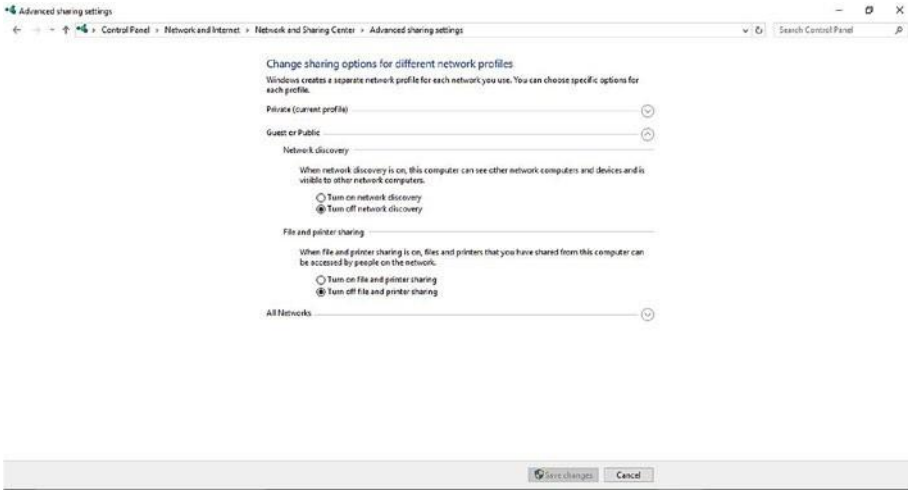 Advanced sharing settings
Control Panel › Network and Internet › Network and Sharing Center › Advanced sharing settings
Search Control Panel
Change sharing options for different network profiles
Windows creates a separate network profile for each network you use. You can choose specific options for
each profile.
Private (current profile)
Guest or Public
Network discovery
When network discovery is on, this computer can see other network computers and devices and is
visible to other network computers.
Turn on network discovery
Turn off network discovery
File and printer sharing
When file and printer sharing is on, files and printers that you have shared from this computer can
be accessed by people on the network.
Turn on file and printer sharing
Turn off file and printer sharing
All Networks
Save changes
Cancel